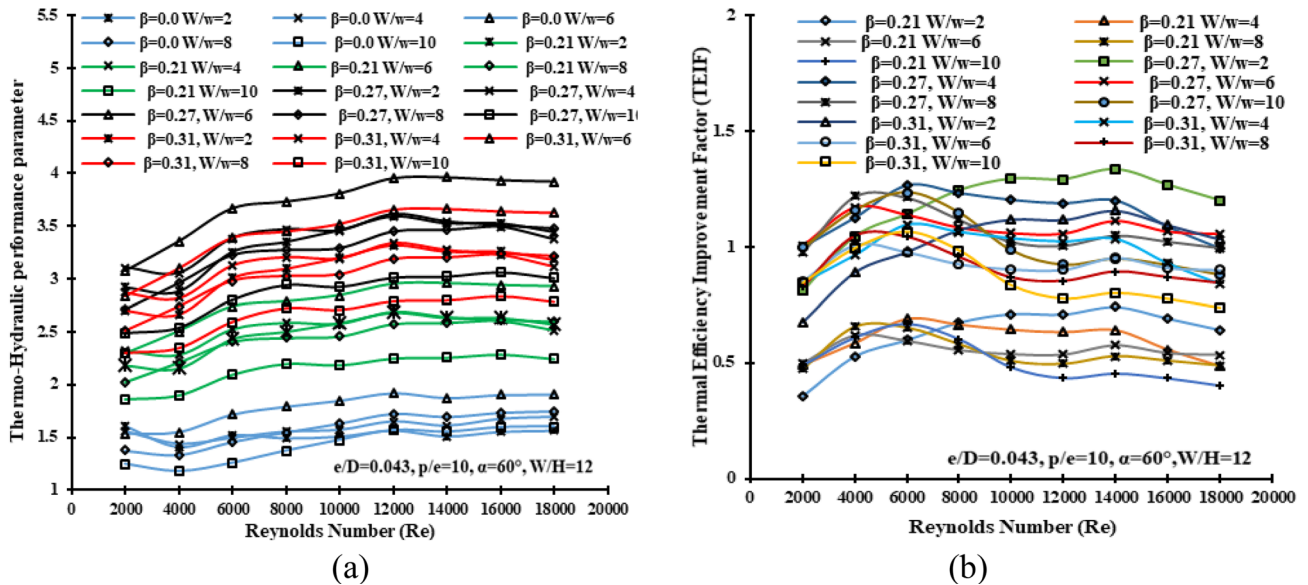 (a)
Thermo-Hydraulic performance parameter
5.5
5
4.5
4
3.5
3
2.5
2
1.5
1
β=0.0 W/w=2 β=0.0 W/w=4 β=0.0 W/w=6
β=0.0 W/w=8 β=0.0 W/w=10 β=0.21 W/w=2
β=0.21 W/w=4 β=0.21 W/w=6 β=0.21 W/w=8
β=0.21 W/w=10 β=0.27, W/w=2 β=0.27, W/w=4
β=0.27, W/w=6 β=0.27, W/w=8 β=0.27, W/w=10
β=0.31, W/w=2 β=0.31, W/w=4 β=0.31, W/w=6
β=0.31, W/w=8 β=0.31, W/w=10
e/D=0.043, p/e=10, α=60°, W/H=12
0 2000 4000 6000 8000 10000 12000 14000 16000 18000 20000
Reynolds Number (Re)
(a)
(b)
Thermal Efficiency Improvement Factor (TEIF)
2
1.5
1
0.5
0
β=0.21 W/w=2 β=0.21 W/w=4
β=0.21 W/w=6 β=0.21 W/w=8
β=0.21 W/w=10 β=0.27, W/w=2
β=0.27, W/w=4 β=0.27, W/w=6
β=0.27, W/w=8 β=0.27, W/w=10
β=0.31, W/w=2 β=0.31, W/w=4
β=0.31, W/w=6 β=0.31, W/w=8
β=0.31, W/w=10
e/D=0.043, p/e=10, α=60°,W/H=12
0 2000 4000 6000 8000 10000 12000 14000 16000 18000 20000
Reynolds Number (Re)
(b)